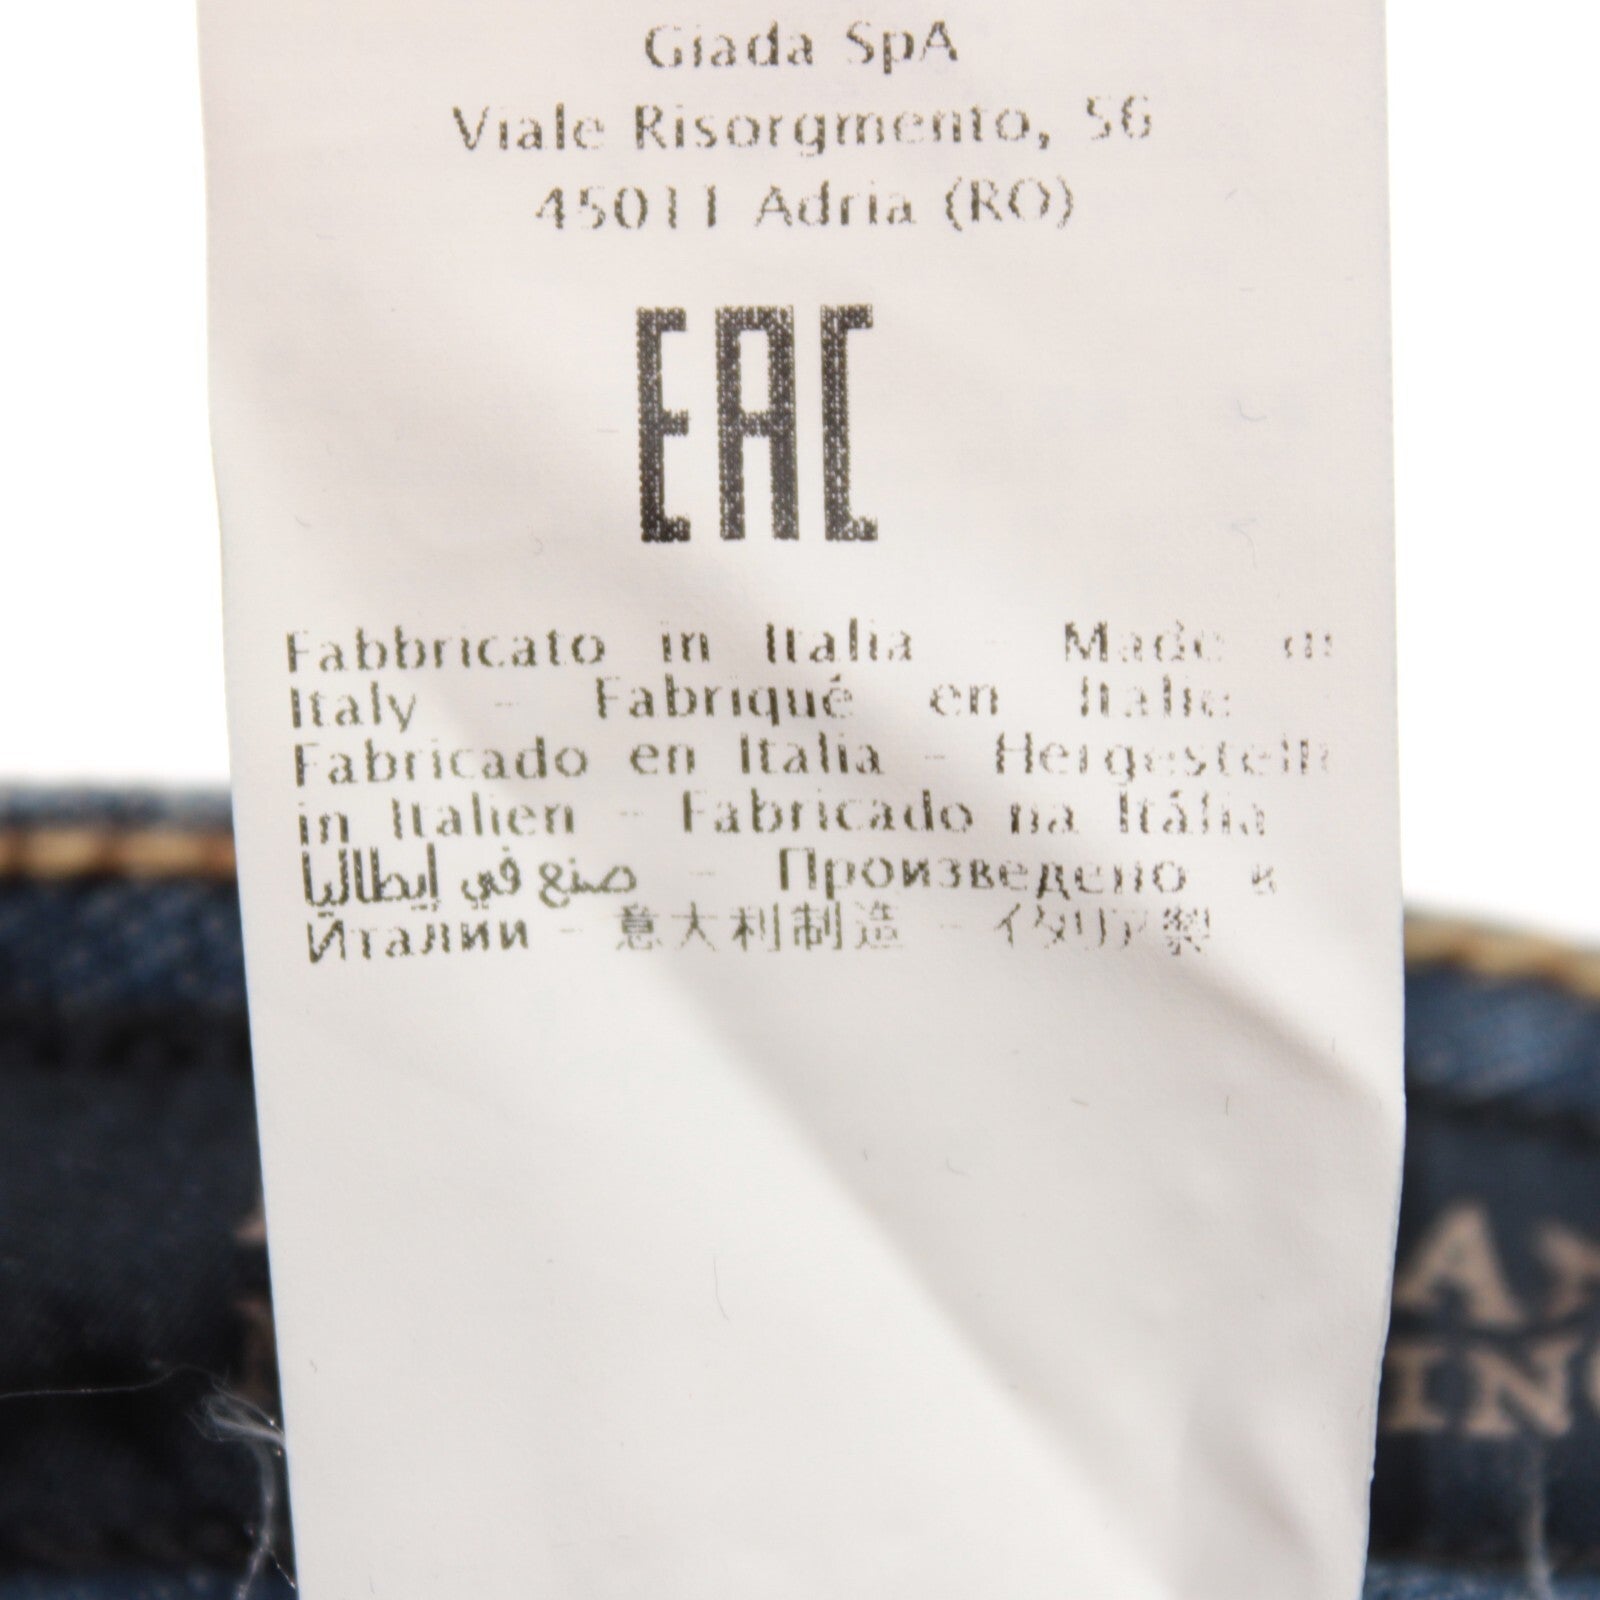 Giada SpA
Viale Risorgmento, 56
45011 Adria (RO)
EAC
Fabbricato in Italia - Made in
Italy - Fabriqué en Italie
Fabricado en Italia - Hergestellt
in Italien - Fabricado na Itália
صنع في إيطاليا - Произведено в
Италии - 意大利制造 - イタリア製